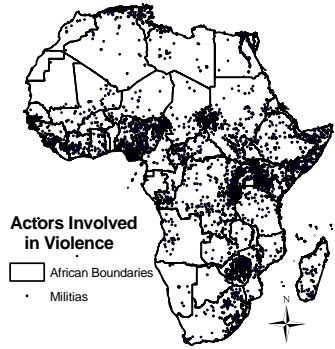 N
Actors Involved
in Violence
African Boundaries
Militias